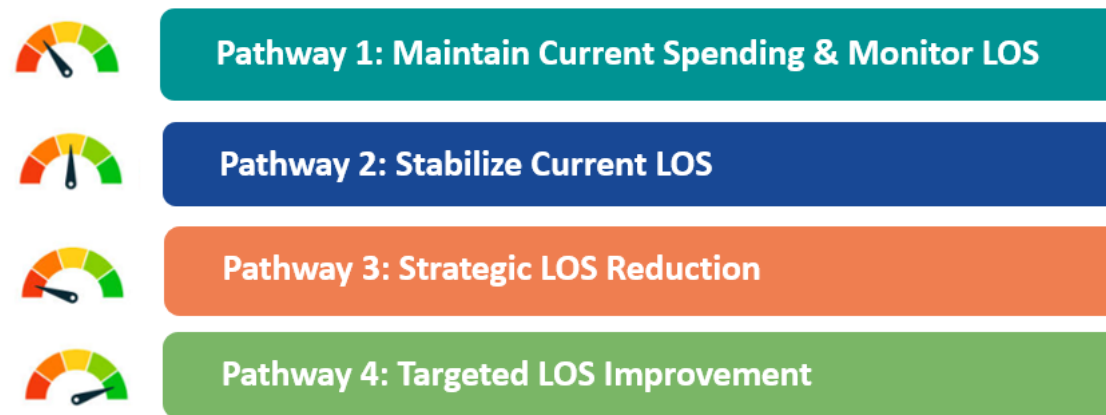 Pathway 1: Maintain Current Spending & Monitor LOS
Pathway 2: Stabilize Current LOS
Pathway 3: Strategic LOS Reduction
Pathway 4: Targeted LOS Improvement